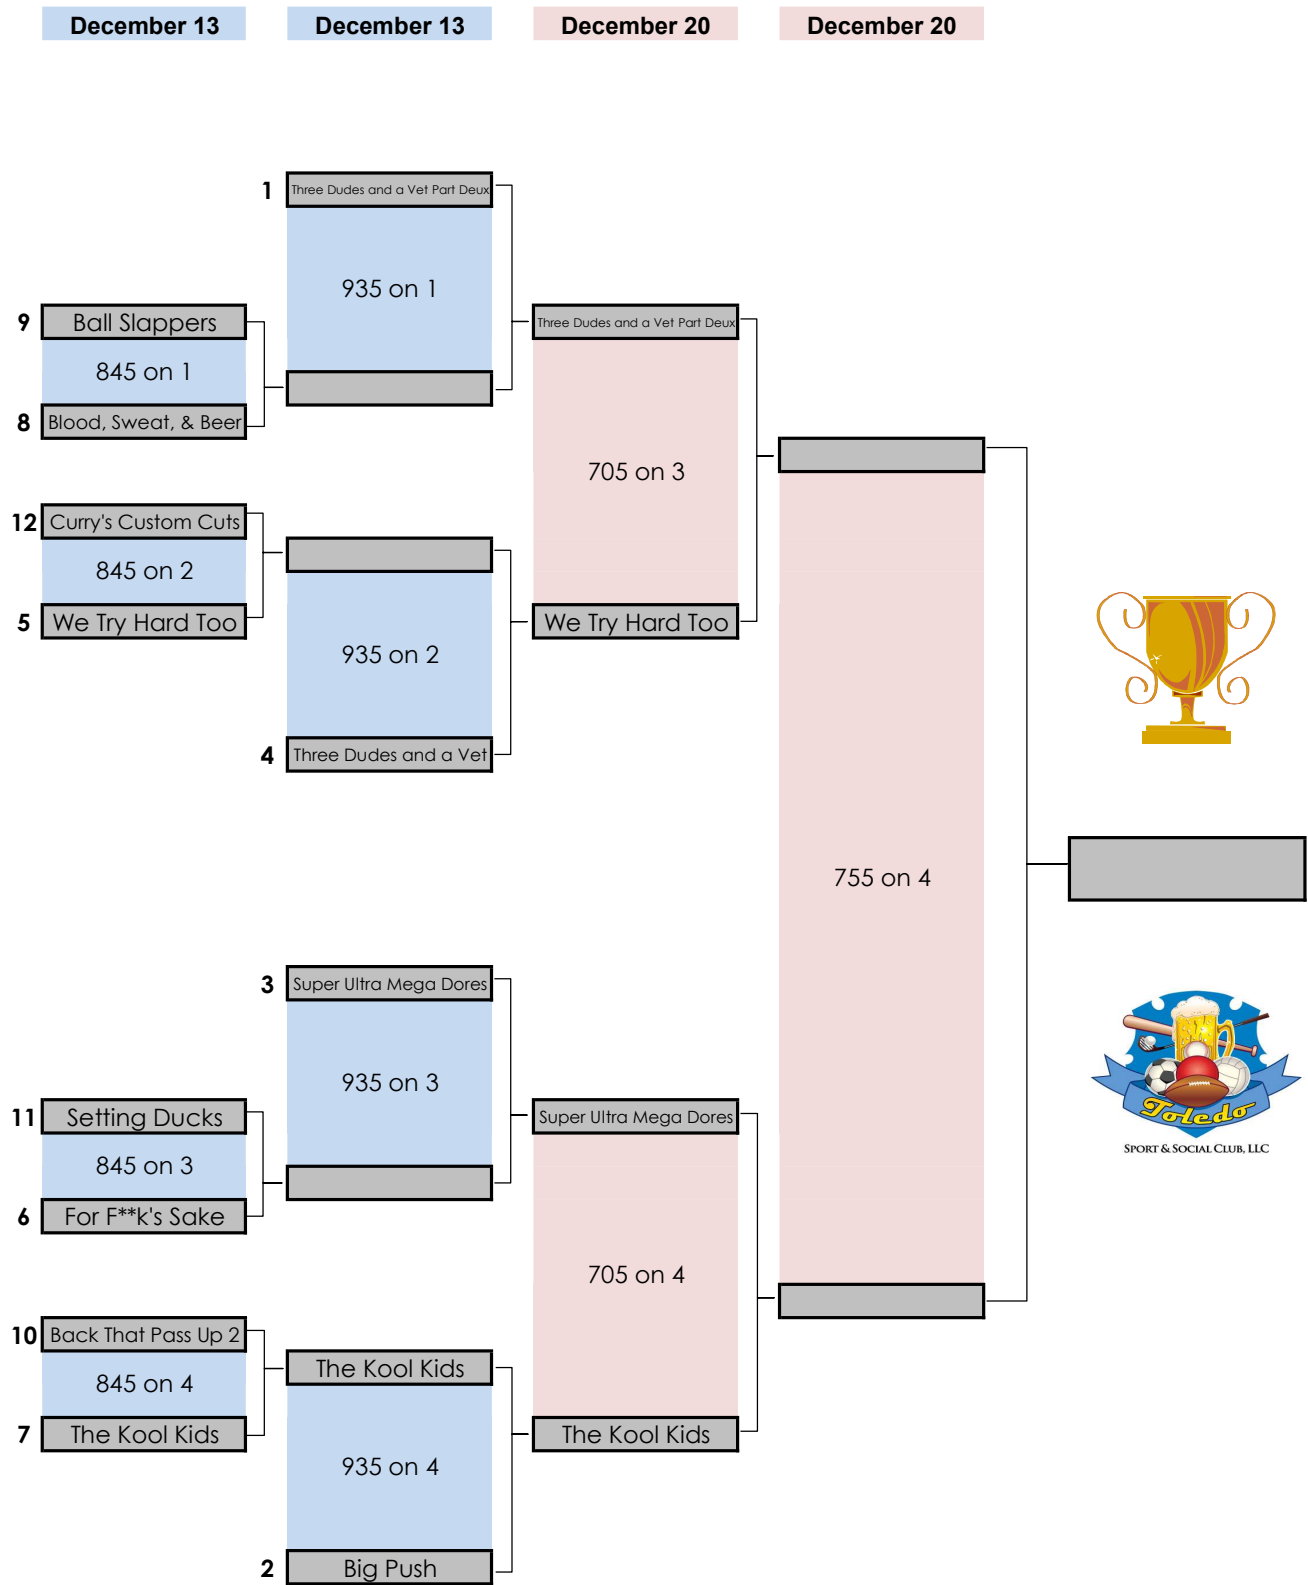 December 13
December 13
December 20
December 20
1
Three Dudes and a Vet Part Deux
935 on 1
9
Ball Slappers
Three Dudes and a Vet Part Deux
845 on 1
8
Blood, Sweat, & Beer
705 on 3
12
Curry's Custom Cuts
845 on 2
5
We Try Hard Too
We Try Hard Too
935 on 2
4
Three Dudes and a Vet
755 on 4
3
Super Ultra Mega Dores
935 on 3
11
Setting Ducks
Super Ultra Mega Dores
Toledo
SPORT & SOCIAL CLUB, LLC
845 on 3
6
For F**k's Sake
705 on 4
10
Back That Pass Up 2
The Kool Kids
845 on 4
7
The Kool Kids
The Kool Kids
935 on 4
2
Big Push